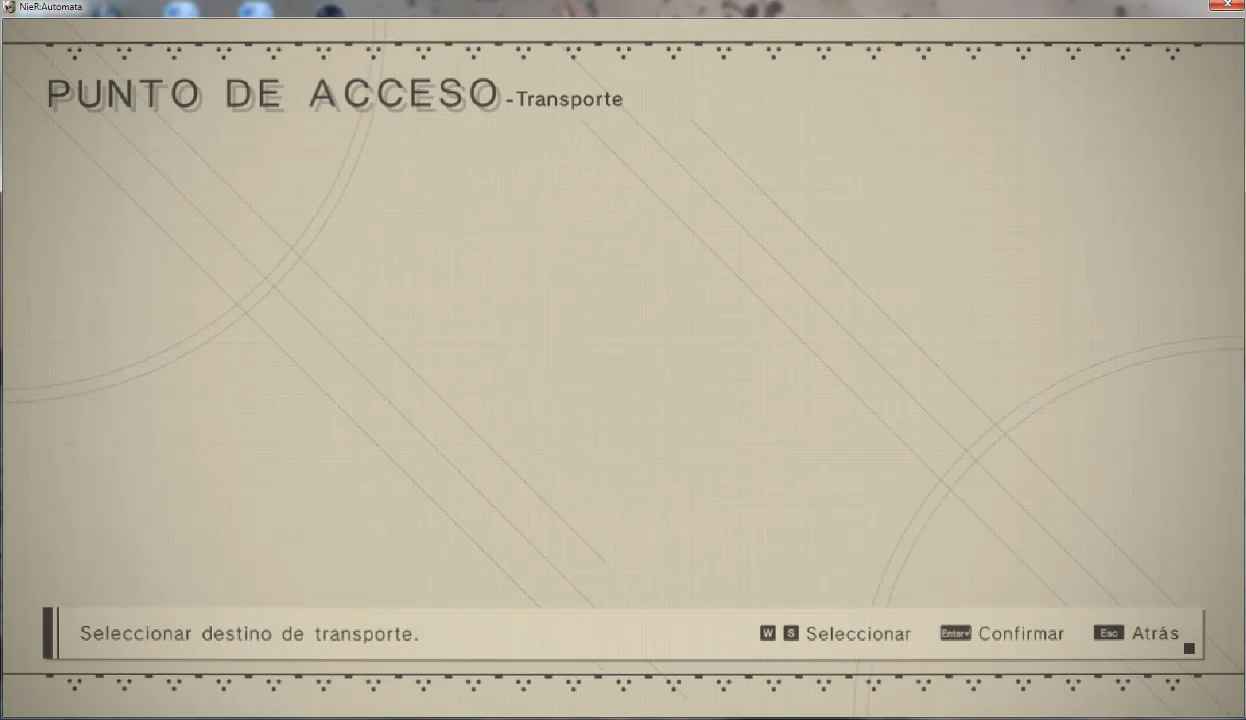 NieR:Automata
PUNTO DE ACCESO -Transporte
Seleccionar destino de transporte.
W S Seleccionar Enter Confirmar Esc Atrás